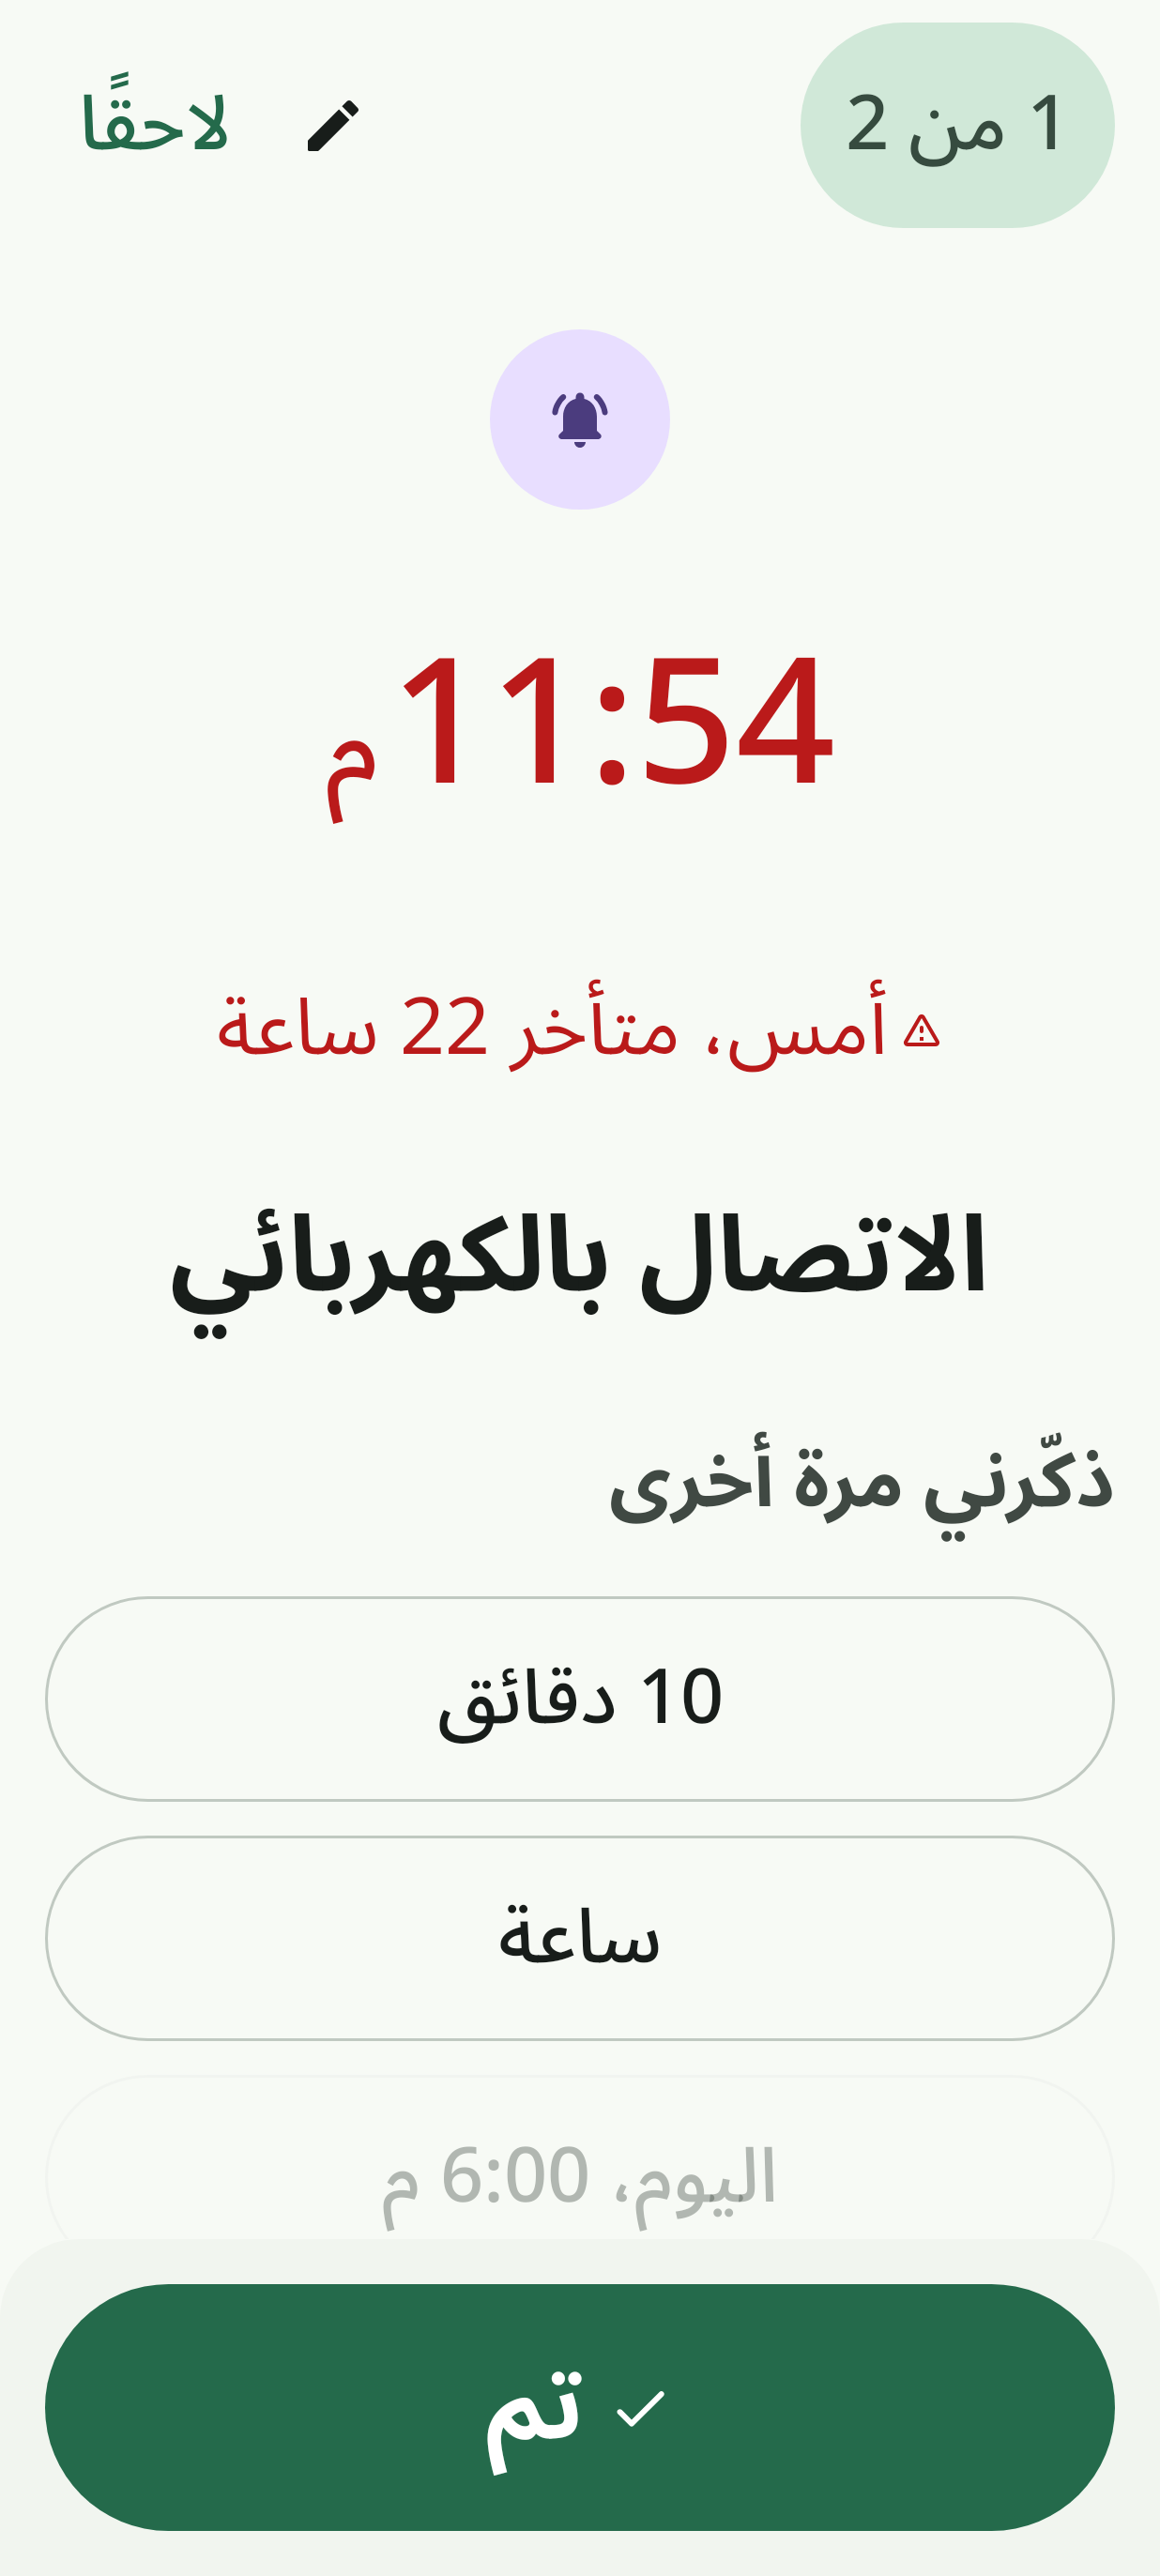 1 من 2
لاحقًا
11:54 م
أمس، متأخر 22 ساعة
الاتصال بالكهربائي
ذكّرني مرة أخرى
10 دقائق
ساعة
اليوم، 6:00 م
تم